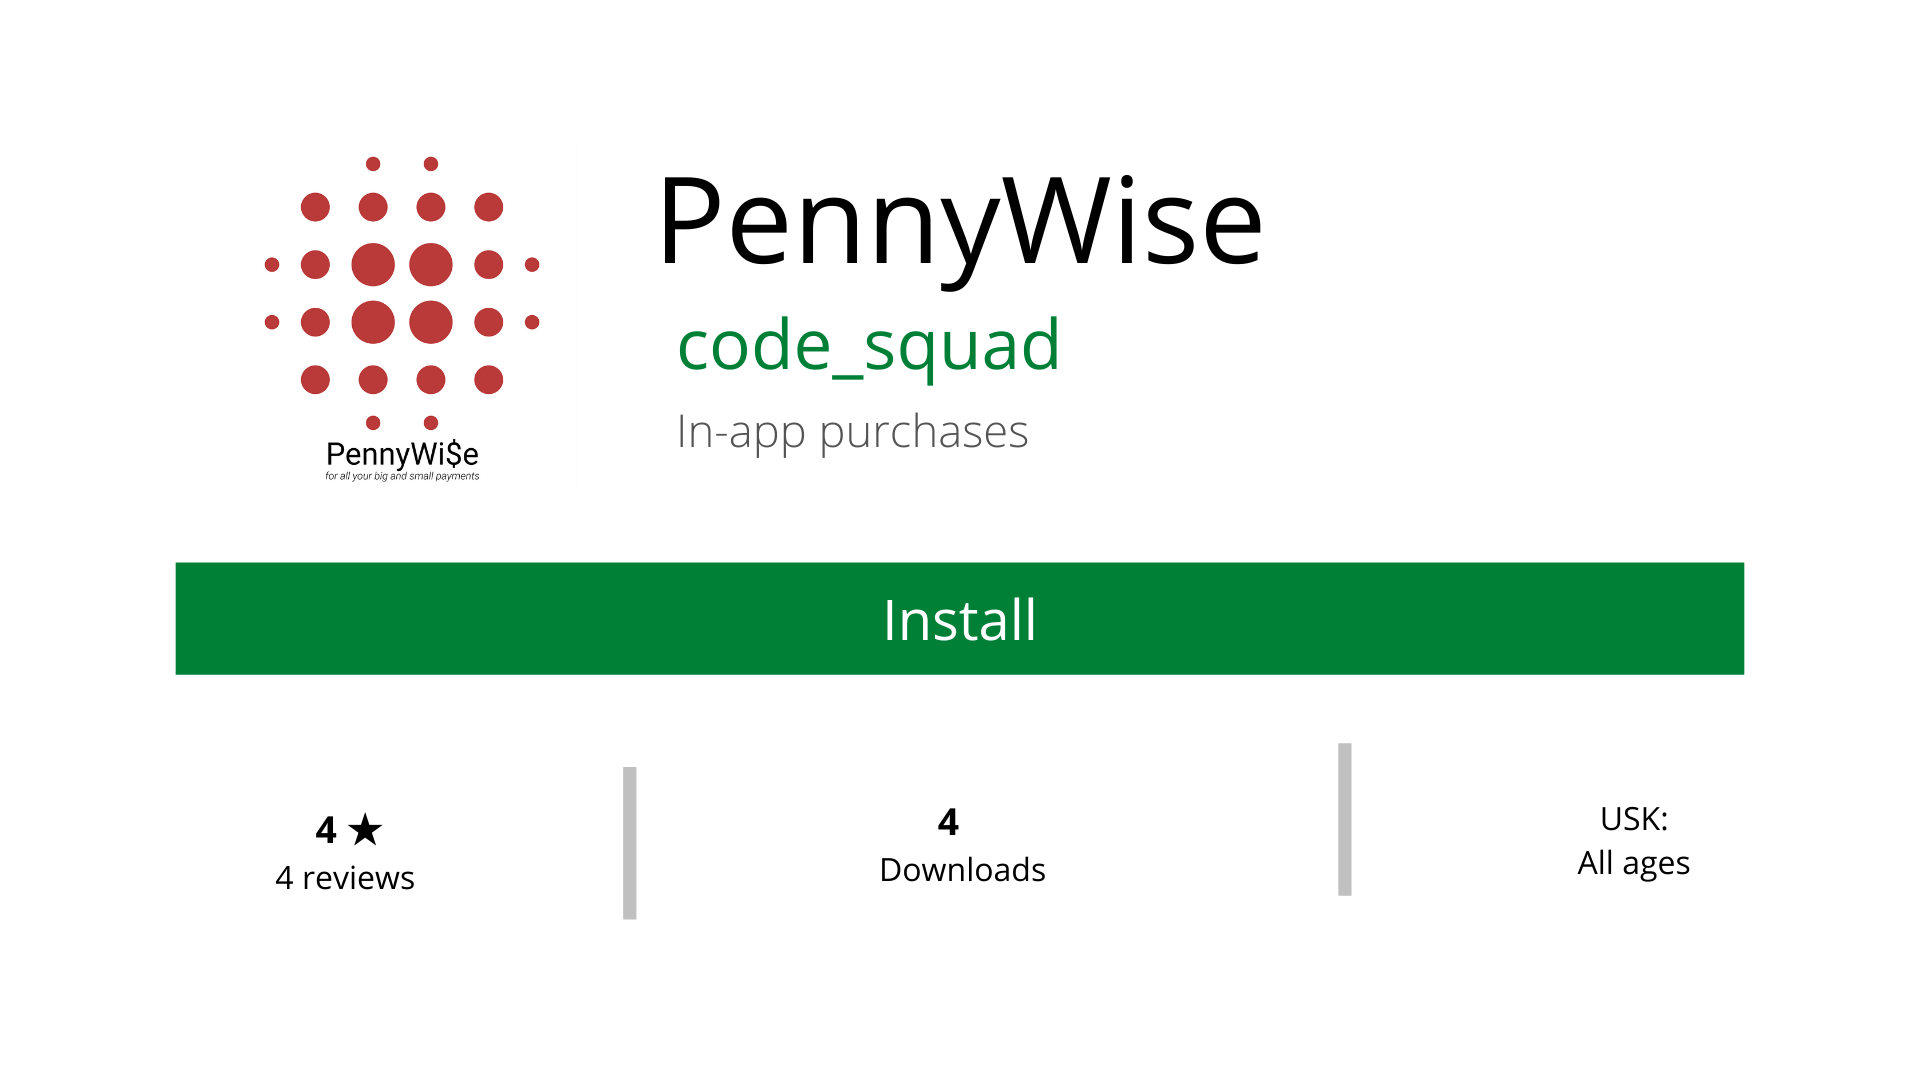 PennyWise
code_squad
In-app purchases
PennyWi$e
for all your big and small payments
Install
4 ★
4 reviews
4
Downloads
USK:
All ages